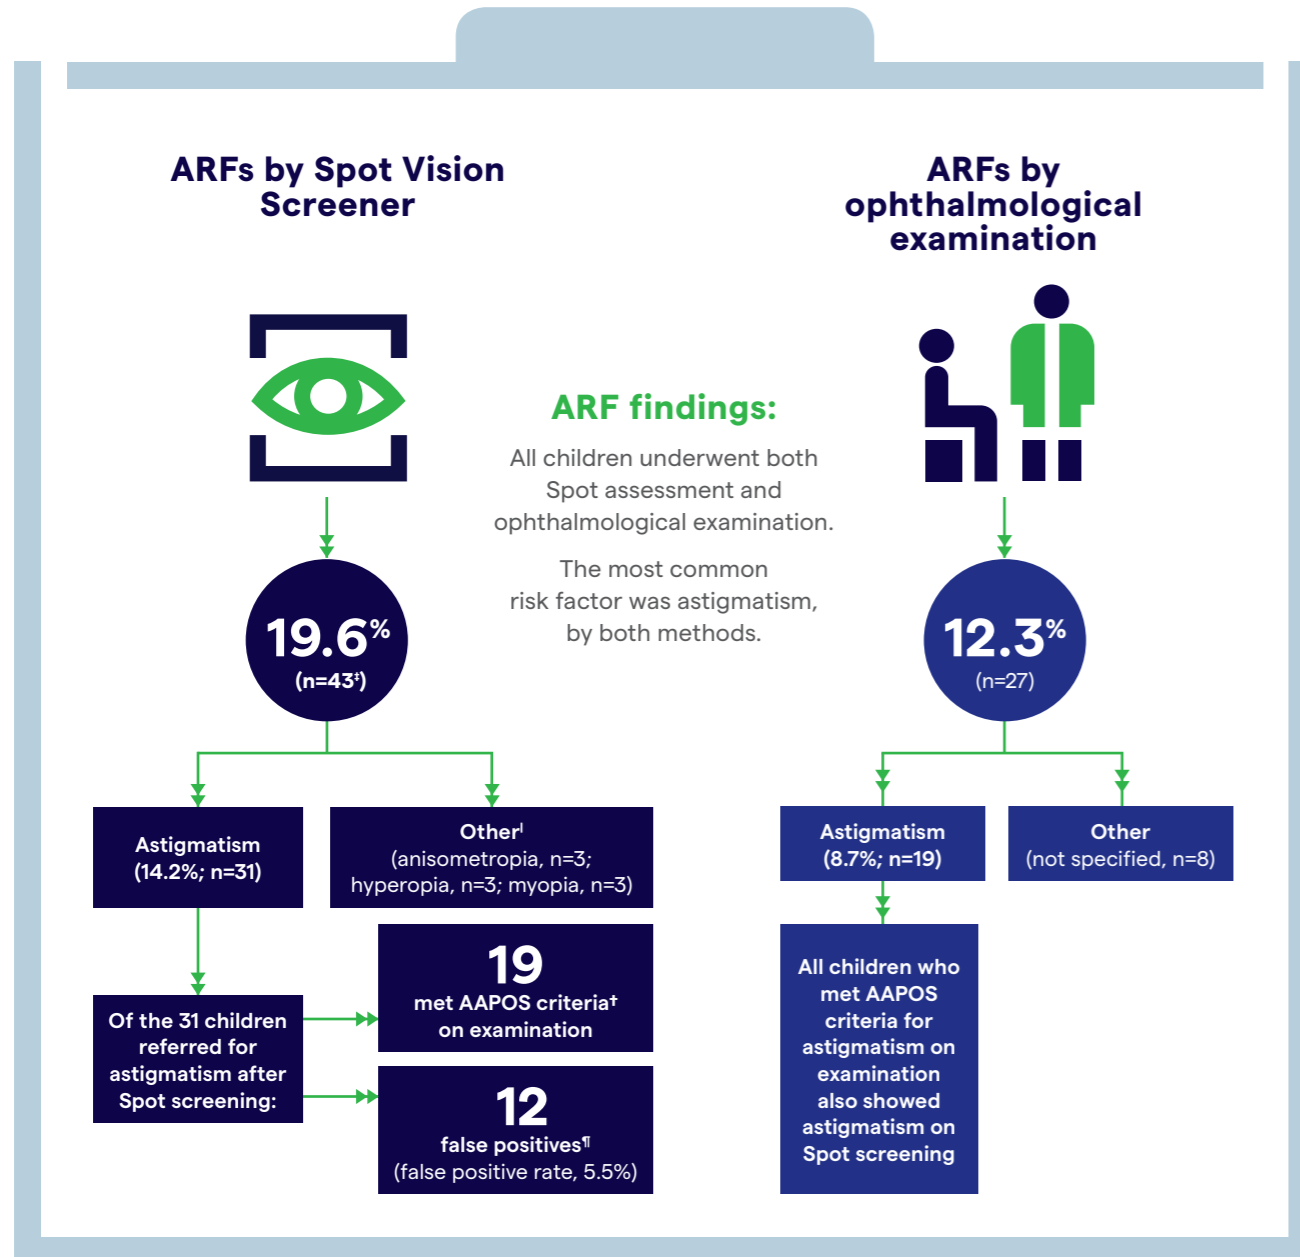 ARFs by Spot Vision
Screener
ARFs by
ophthalmological
examination
ARF findings:
All children underwent both
Spot assessment and
ophthalmological examination.
The most common
risk factor was astigmatism,
by both methods.
19.6%
(n=43‡)
12.3%
(n=27)
Astigmatism
(14.2%; n=31)
Other|
(anisometropia, n=3;
hyperopia, n=3; myopia, n=3)
Astigmatism
(8.7%; n=19)
Other
(not specified, n=8)
Of the 31 children
referred for
astigmatism after
Spot screening:
19
met AAPOS criteria†
on examination
12
false positives¶
(false positive rate, 5.5%)
All children who
met AAPOS
criteria for
astigmatism on
examination
also showed
astigmatism on
Spot screening